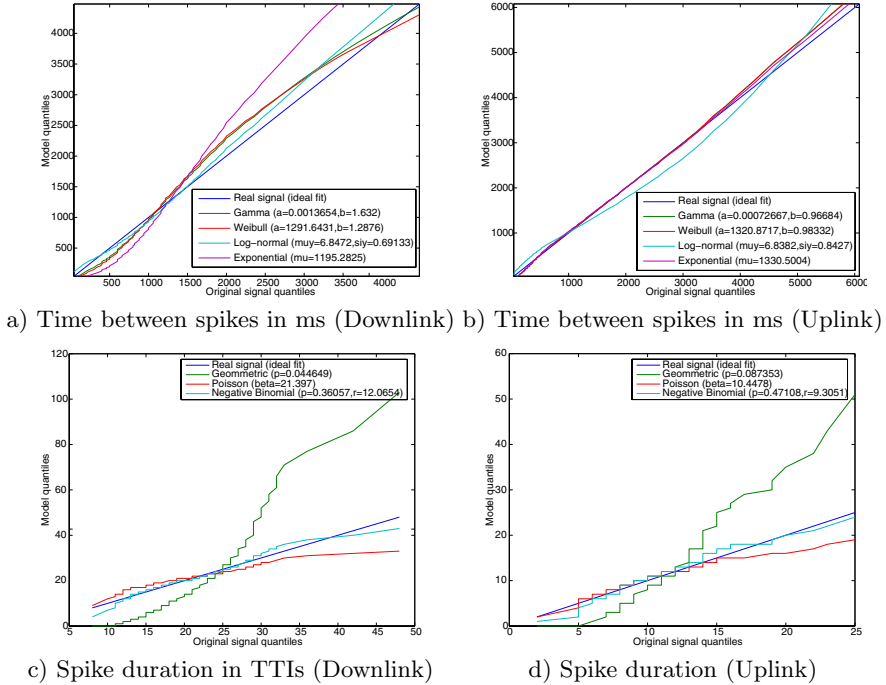 4000
3500
3000
2500
2000
1500
1000
500
Model quantiles
Real signal (ideal fit)
Gamma (a=0.0013654,b=1.632)
Weibull (a=1291.6431,b=1.2876)
Log−normal (muy=6.8472,siy=0.69133)
Exponential (mu=1195.2825)
500 1000 1500 2000 2500 3000 3500 4000
Original signal quantiles
a) Time between spikes in ms (Downlink)
6000
5000
4000
3000
2000
1000
Model quantiles
Real signal (ideal fit)
Gamma (a=0.00072667,b=0.96684)
Weibull (a=1320.8717,b=0.98332)
Log−normal (muy=6.8382,siy=0.8427)
Exponential (mu=1330.5004)
1000 2000 3000 4000 5000 6000
Original signal quantiles
b) Time between spikes in ms (Uplink)
120
100
80
60
40
20
0
Model quantiles
Real signal (ideal fit)
Geommetric (p=0.044649)
Poisson (beta=21.397)
Negative Binomial (p=0.36057,r=12.0654)
5 10 15 20 25 30 35 40 45 50
Original signal quantiles
c) Spike duration in TTIs (Downlink)
60
50
40
30
20
10
0
Model quantiles
Real signal (ideal fit)
Geommetric (p=0.087353)
Poisson (beta=10.4478)
Negative Binomial (p=0.47108,r=9.3051)
0 5 10 15 20 25
Original signal quantiles
d) Spike duration (Uplink)